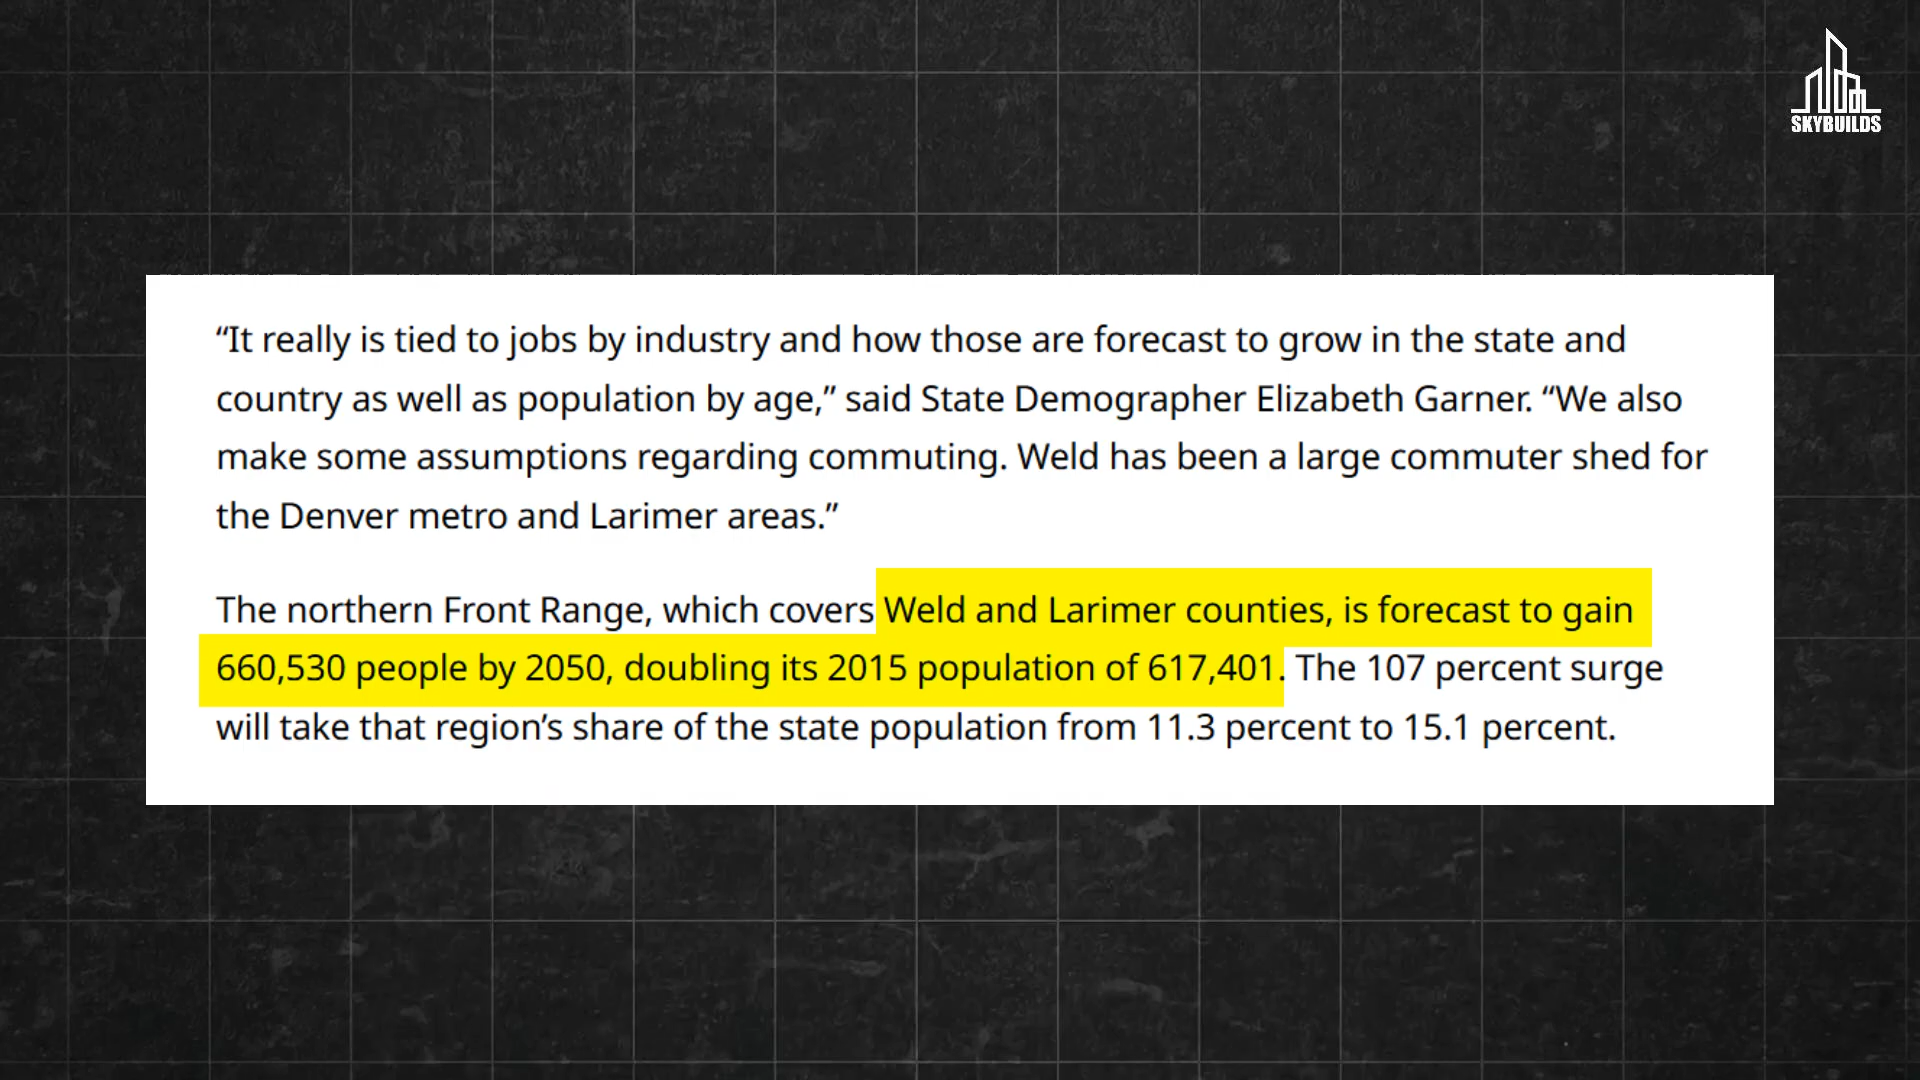 SKYBUILDS
“It really is tied to jobs by industry and how those are forecast to grow in the state and
country as well as population by age,” said State Demographer Elizabeth Garner. “We also
make some assumptions regarding commuting. Weld has been a large commuter shed for
the Denver metro and Larimer areas.”
The northern Front Range, which covers Weld and Larimer counties, is forecast to gain
660,530 people by 2050, doubling its 2015 population of 617,401. The 107 percent surge
will take that region’s share of the state population from 11.3 percent to 15.1 percent.